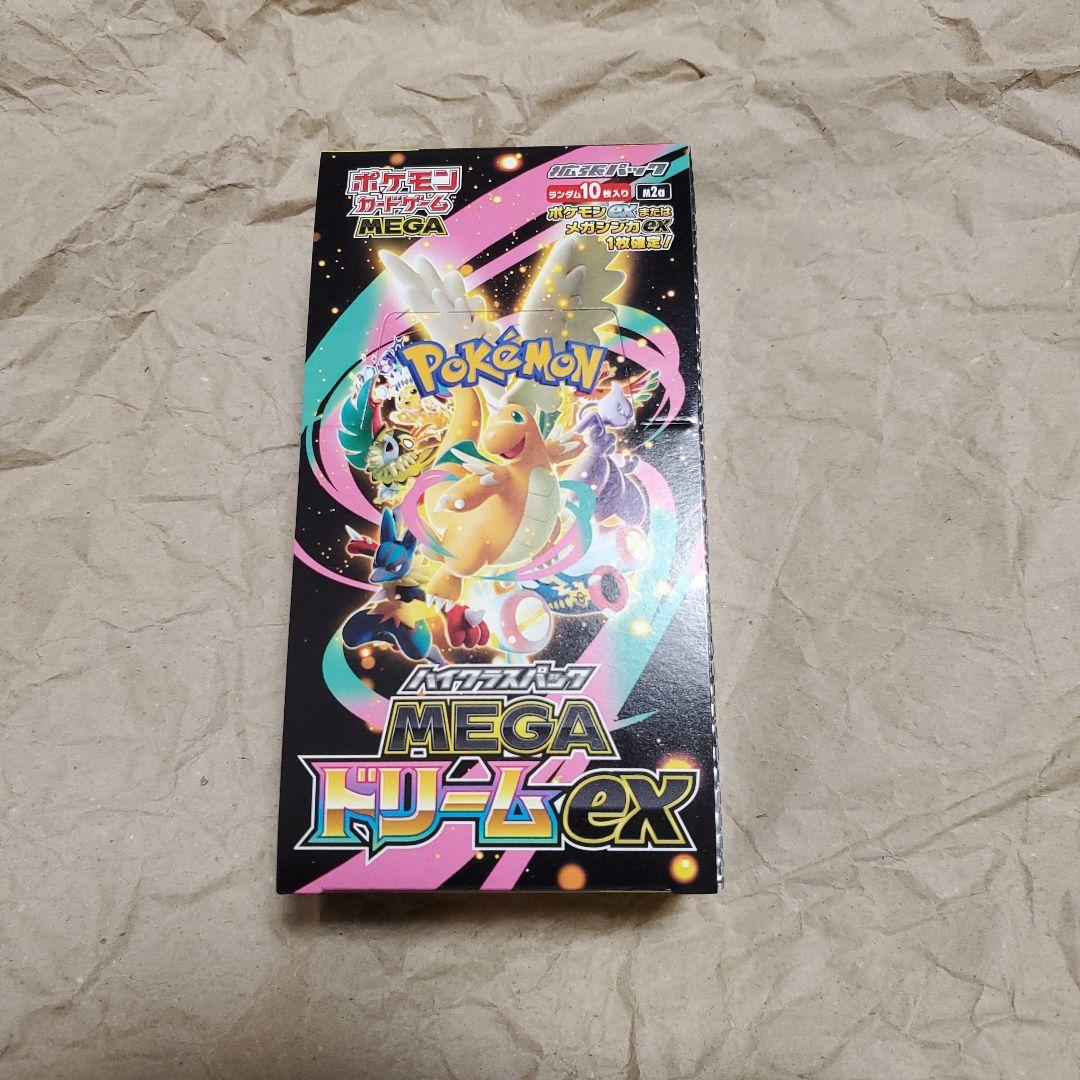 ポケモン
カードゲーム
MEGA
拡張パック
ランダム10枚入り M2a
ポケモンexまたは
メガシンカex
1枚確定!
POKéMON
ハイクラスパック
MEGA
ドリームex